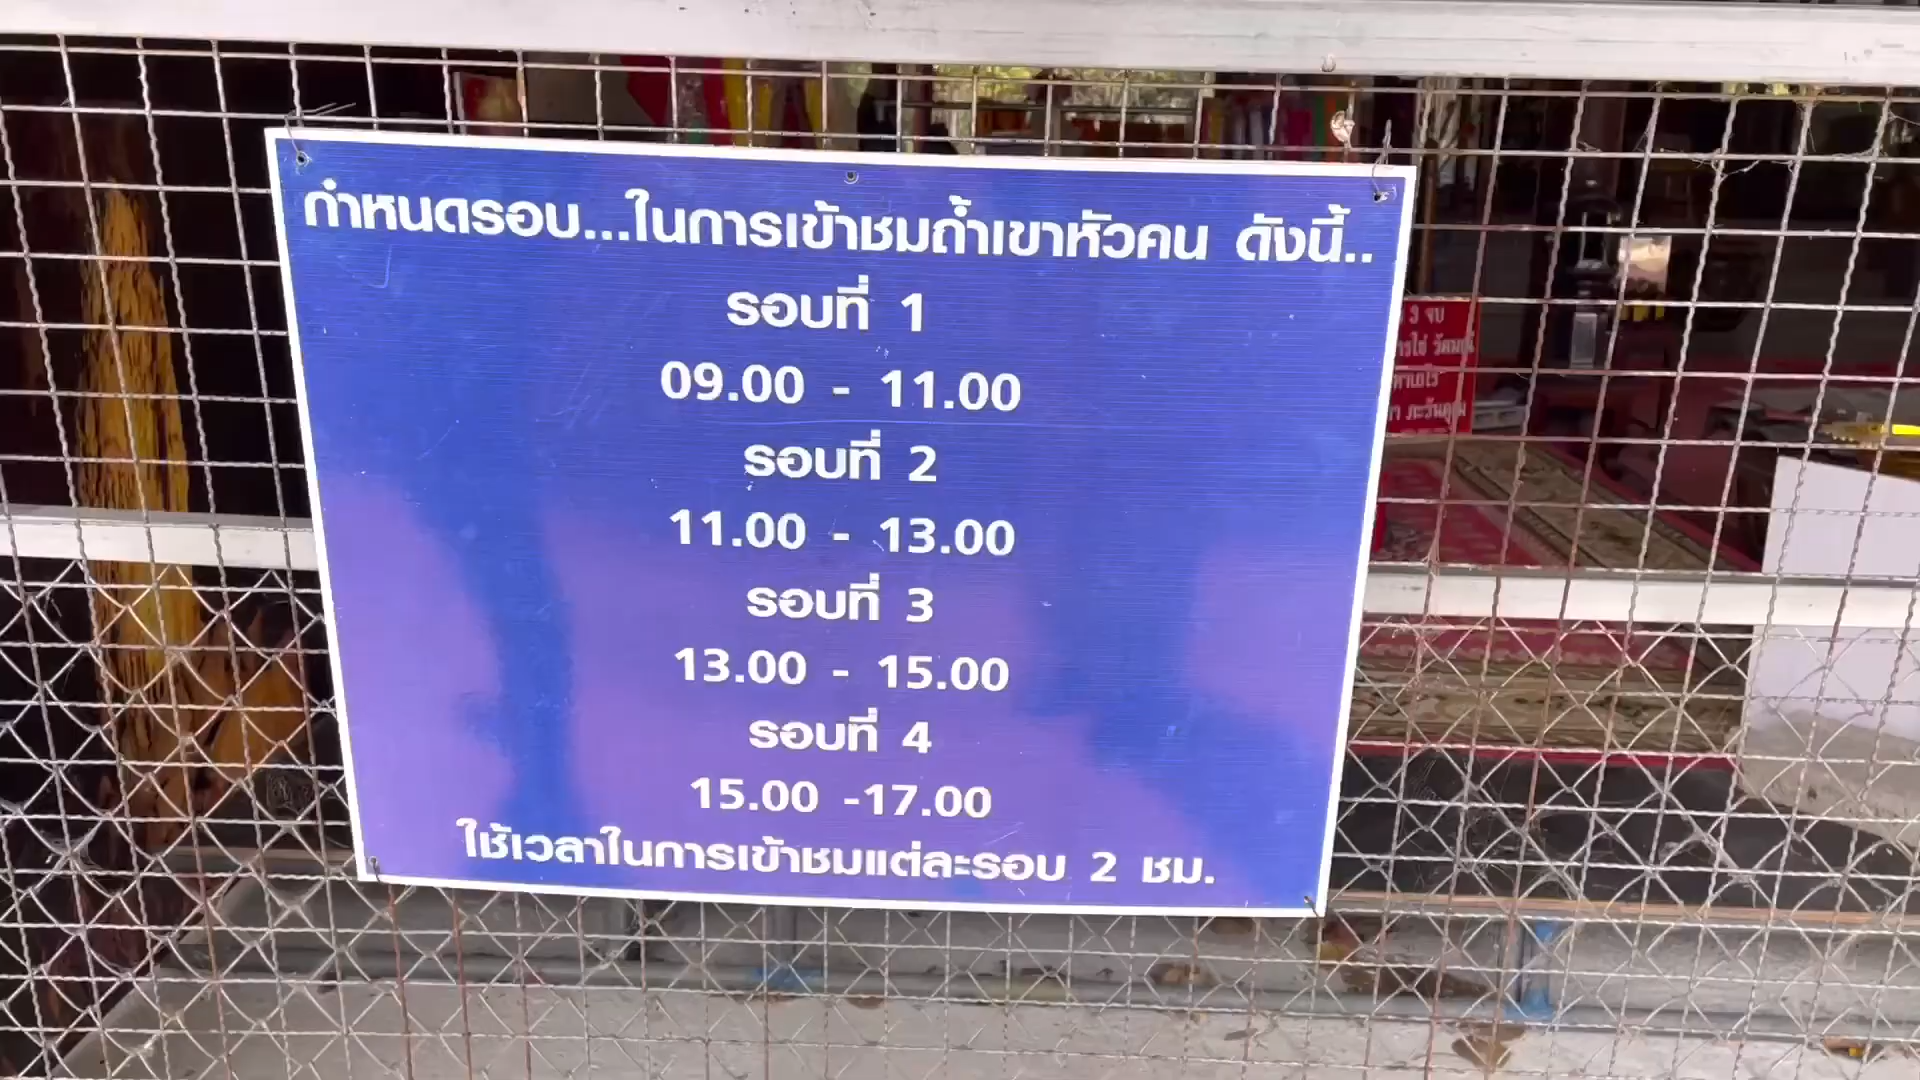 กำหนดรอบ...ในการเข้าชมถ้ำเขาหัวคน ดังนี้..
รอบที่ 1
09.00 - 11.00
รอบที่ 2
11.00 - 13.00
รอบที่ 3
13.00 - 15.00
รอบที่ 4
15.00 -17.00
ใช้เวลาในการเข้าชมแต่ละรอบ 2 ชม.
3 จบ